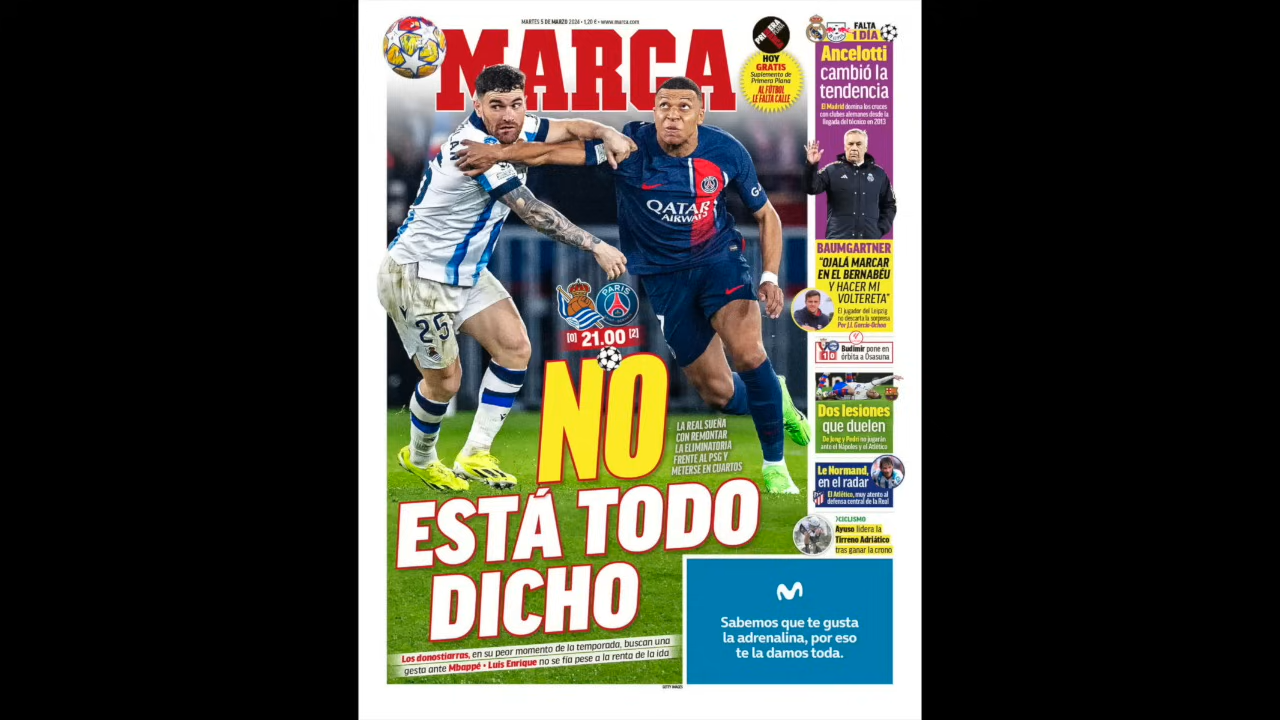 MARTES 5 DE MARZO 2024 • 1,20 € • www.marca.com
MARCA
PRIMERA
PLANA
HOY
GRATIS
Suplemento de
Primera Plana
AL FÚTBOL
LE FALTA CALLE
FALTA
1 DÍA
Ancelotti
cambió la
tendencia
El Madrid domina los cruces
con clubes alemanes desde la
llegada del técnico en 2013
QATAR
AIRWAYS
PARIS
25
BAUMGARTNER
"OJALÁ MARCAR
EN EL BERNABÉU
Y HACER MI
VOLTERETA"
El jugador del Leipzig
no descarta la sorpresa
Por J.I. García-Ochoa
PARIS
[0] 21.00 [2]
1 0
Budimir pone en
órbita a Osasuna
NO
ESTÁ TODO
DICHO
LA REAL SUEÑA
CON REMONTAR
LA ELIMINATORIA
FRENTE AL PSG Y
METERSE EN CUARTOS
Dos lesiones
que duelen
De Jong y Pedri no jugarán
ante el Nápoles y el Atlético
Le Normand,
en el radar
El Atlético, muy atento al
defensa central de la Real
CICLISMO
Ayuso lidera la
Tirreno Adriático
tras ganar la crono
Los donostiarras, en su peor momento de la temporada, buscan una
gesta ante Mbappé • Luis Enrique no se fía pese a la renta de la ida
Sabemos que te gusta
la adrenalina, por eso
te la damos toda.
GETTY IMAGES